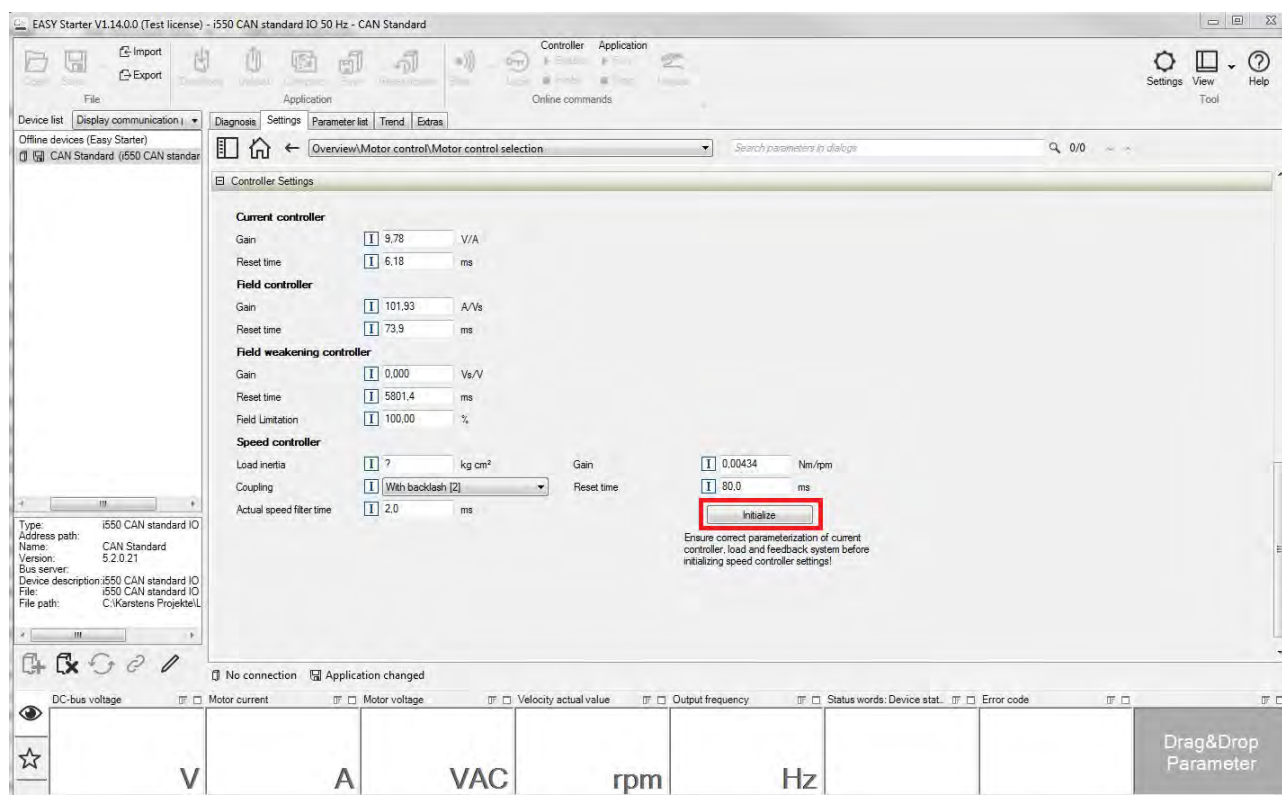 EASY Starter V1.14.0.0 (Test license) - i550 CAN standard IO 50 Hz - CAN Standard
Import
Export
File
Application
Controller Application
Online commands
Settings View Help
Tool
Device list Display communication
Offline devices (Easy Starter)
CAN Standard (i550 CAN standar
Diagnosis Settings Parameter list Trend Extras
Overview\Motor control\Motor control selection
Search parameters in dialogs
0/0
Controller Settings
Current controller
Gain I 9,78 V/A
Reset time I 6.18 ms
Field controller
Gain I 101,93 A/Vs
Reset time I 73,9 ms
Field weakening controller
Gain I 0,000 Vs/V
Reset time I 5801,4 ms
Field Limitation I 100,00 %
Speed controller
Load inertia I ? kg cm² Gain I 0,00434 Nm/rpm
Coupling I With backlash [2] Reset time I 80,0 ms
Actual speed filter time I 2,0 ms
Initialize
Ensure correct parameterization of current
controller, load and feedback system before
initializing speed controller settings!
Type: i550 CAN standard IO
Address path:
Name: CAN Standard
Version: 5.2.0.21
Bus server:
Device description: i550 CAN standard IO
File: i550 CAN standard IO
File path: C:\Karstens Projekte\L
No connection Application changed
DC-bus voltage Motor current Motor voltage Velocity actual value Output frequency Status words: Device stat.. Error code
V A VAC rpm Hz
Drag&Drop
Parameter